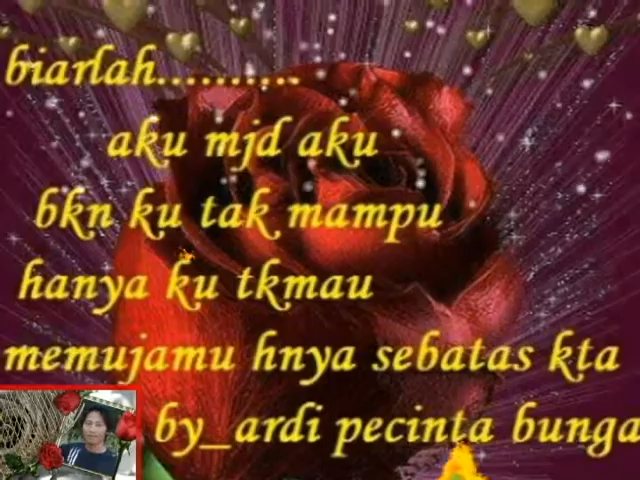 biarlah..........
aku mjd aku
bkn ku tak mampu
hanya ku tkmau
memujamu hnya sebatas kta
by_ardi pecinta bunga